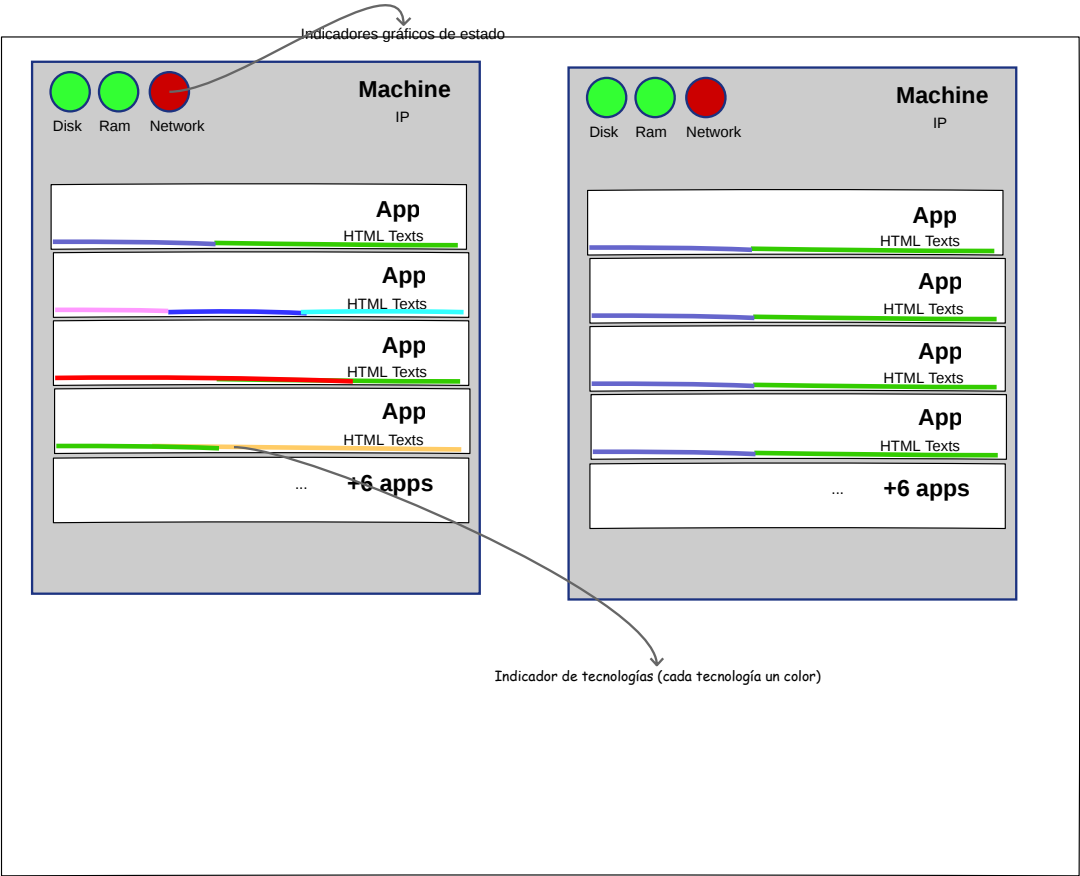 Indicadores gráficos de estado
Machine
IP
Disk
Ram
Network
App
HTML Texts
App
HTML Texts
App
HTML Texts
App
HTML Texts
... +6 apps
Machine
IP
Disk
Ram
Network
App
HTML Texts
App
HTML Texts
App
HTML Texts
App
HTML Texts
... +6 apps
Indicador de tecnologías (cada tecnología un color)